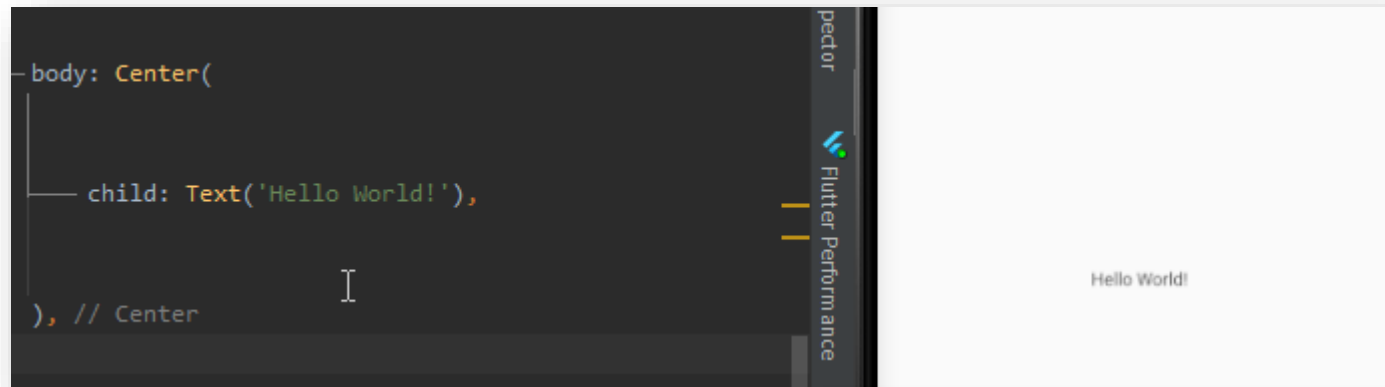 body: Center(
child: Text('Hello World!'),
), // Center
pector
Flutter Performance
Hello World!